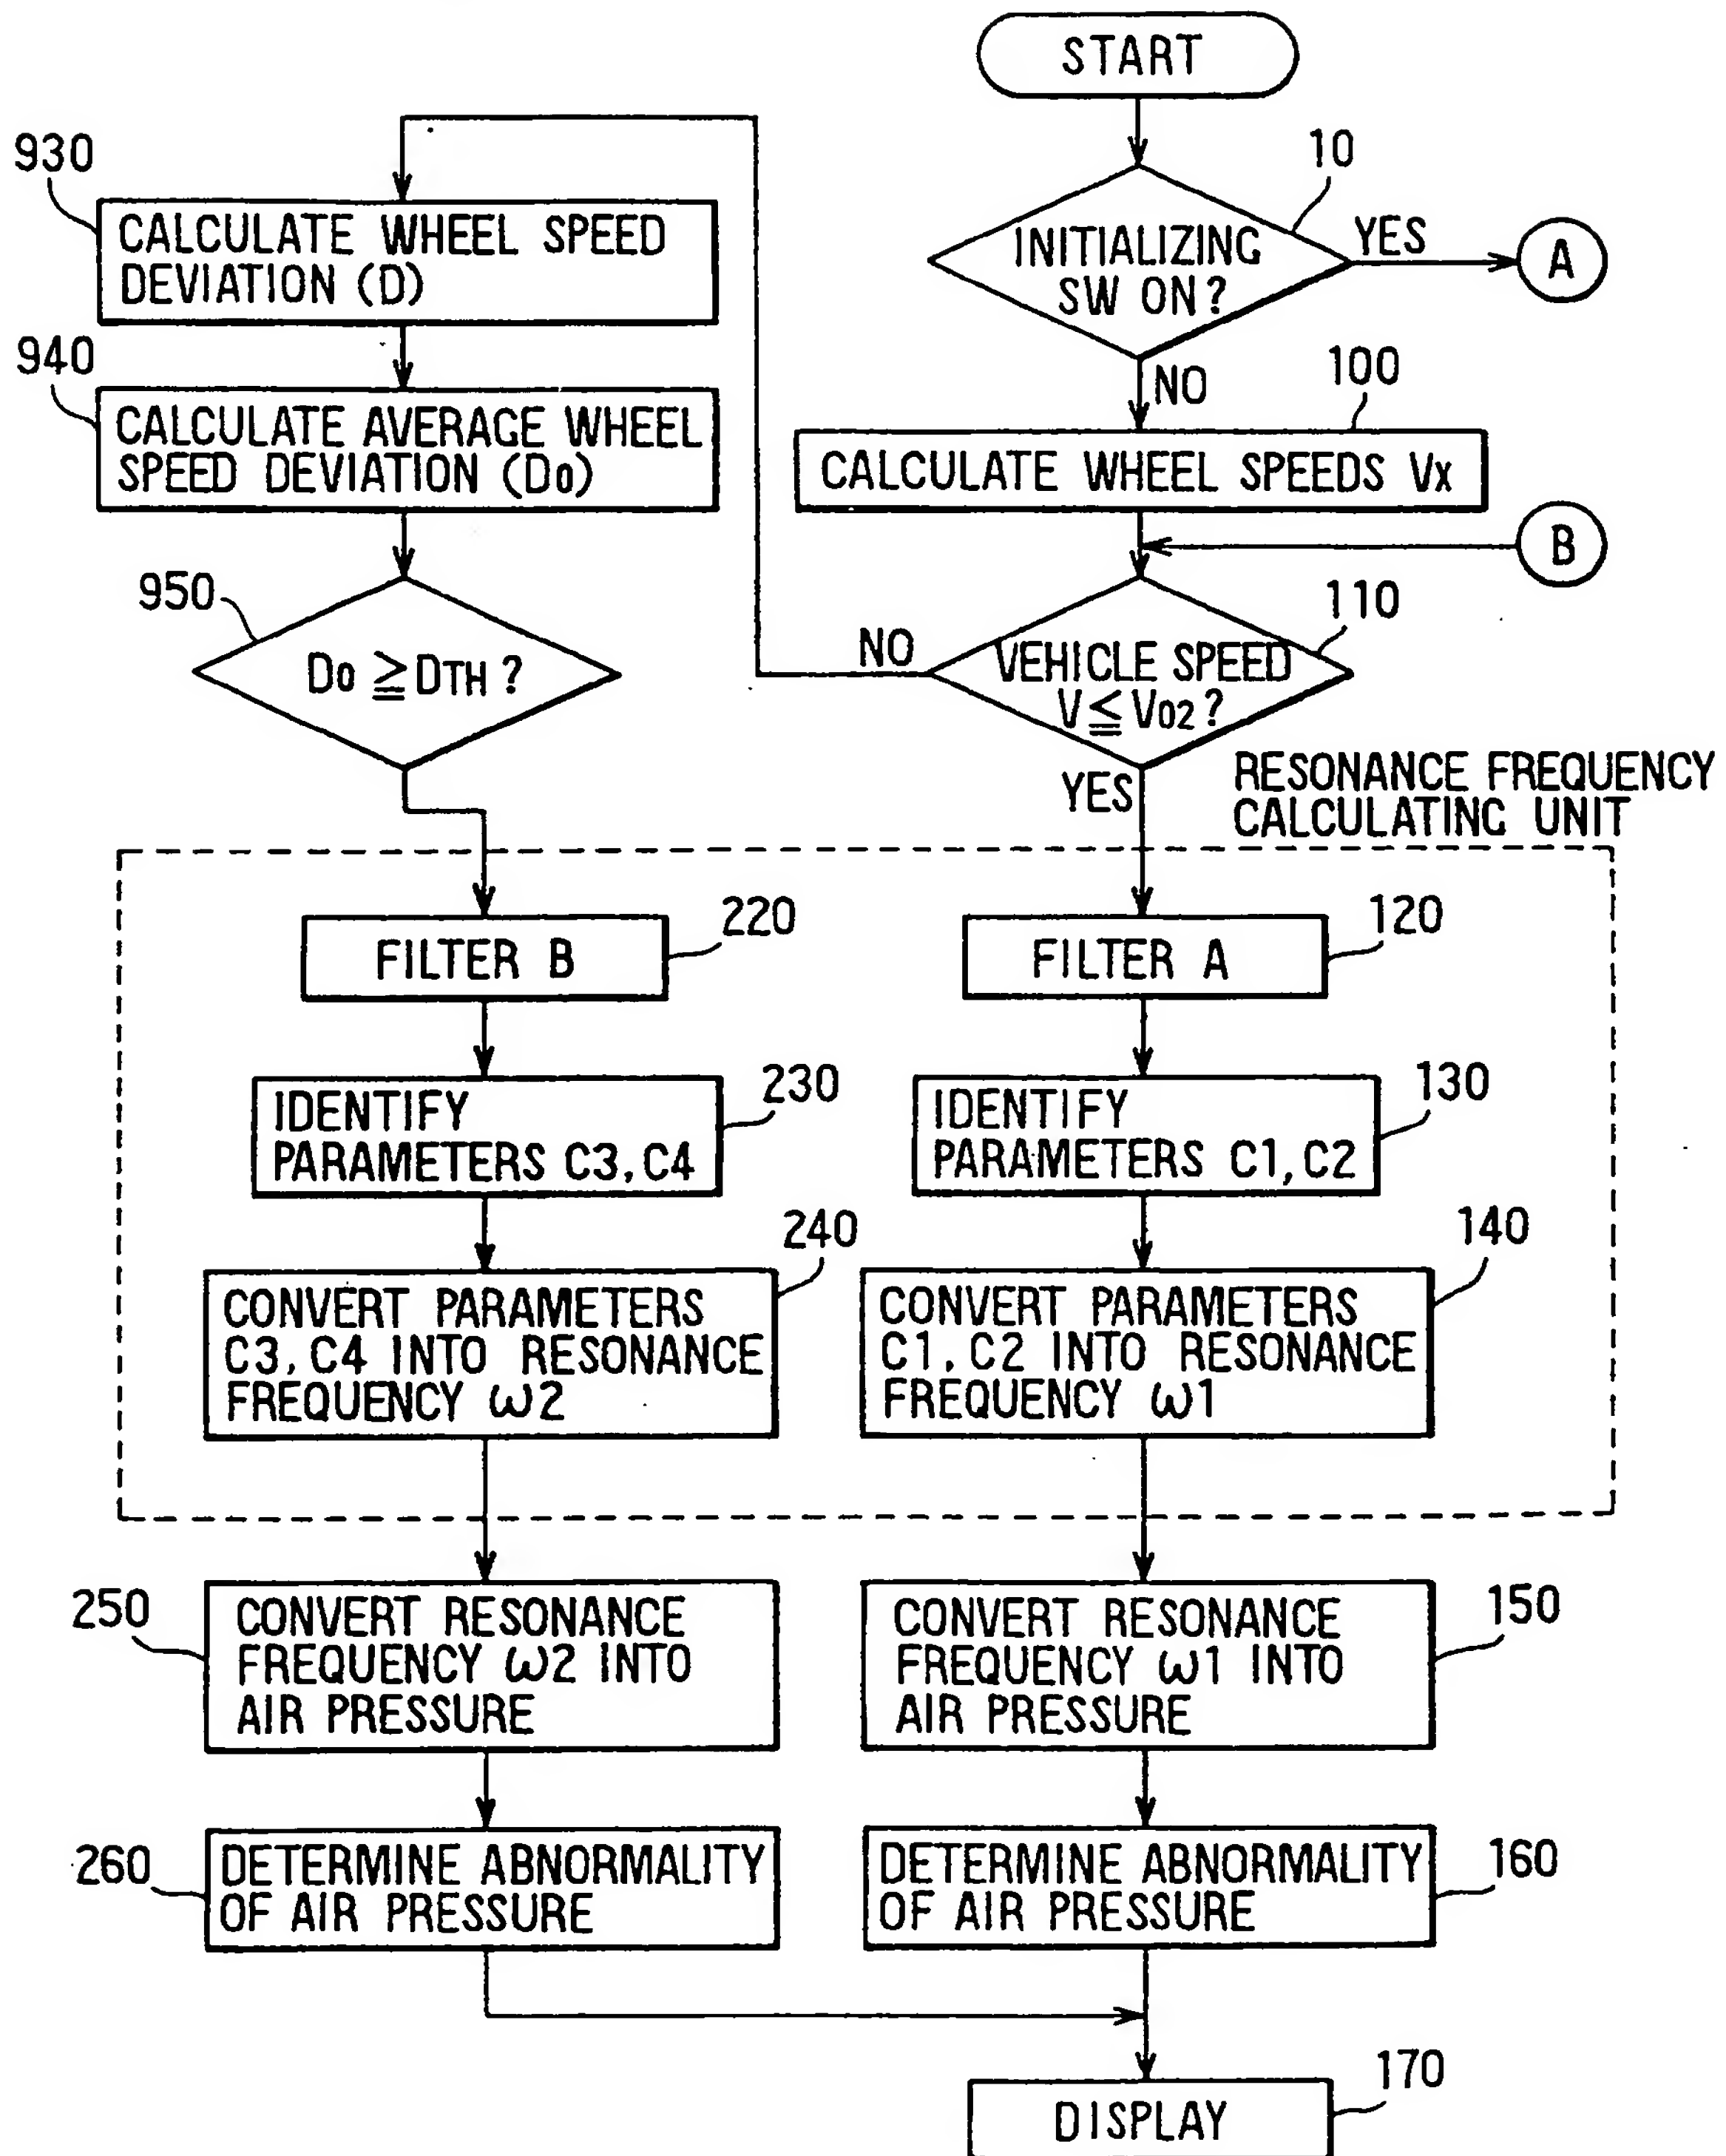 START
10
INITIALIZING
SW ON?
YES
A
NO
100
CALCULATE WHEEL SPEEDS Vx
B
110
VEHICLE SPEED
V≦V02?
NO
YES
930
CALCULATE WHEEL SPEED
DEVIATION (D)
940
CALCULATE AVERAGE WHEEL
SPEED DEVIATION (D0)
950
D0≧DTH?
RESONANCE FREQUENCY
CALCULATING UNIT
220
FILTER B
230
IDENTIFY
PARAMETERS C3, C4
240
CONVERT PARAMETERS
C3, C4 INTO RESONANCE
FREQUENCY ω2
250
CONVERT RESONANCE
FREQUENCY ω2 INTO
AIR PRESSURE
260
DETERMINE ABNORMALITY
OF AIR PRESSURE
120
FILTER A
130
IDENTIFY
PARAMETERS C1, C2
140
CONVERT PARAMETERS
C1, C2 INTO RESONANCE
FREQUENCY ω1
150
CONVERT RESONANCE
FREQUENCY ω1 INTO
AIR PRESSURE
160
DETERMINE ABNORMALITY
OF AIR PRESSURE
170
DISPLAY